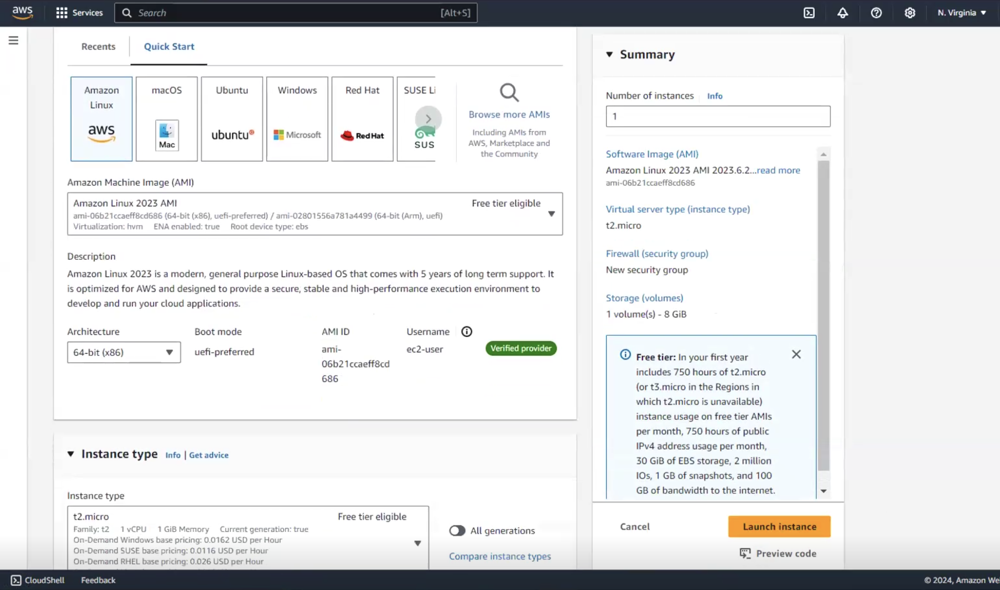 aws
Services
Search
[Alt+S]
N. Virginia
Recents
Quick Start
Amazon
Linux
aws
macOS
Mac
Ubuntu
ubuntu
Windows
Microsoft
Red Hat
Red Hat
SUSE Li
SUS
Browse more AMIs
Including AMIs from
AWS, Marketplace and
the Community
Amazon Machine Image (AMI)
Amazon Linux 2023 AMI
Free tier eligible
ami-06b21ccaeff8cd686 (64-bit (x86), uefi-preferred) / ami-02801556a781a4499 (64-bit (Arm), uefi)
Virtualization: hvm ENA enabled: true Root device type: ebs
Description
Amazon Linux 2023 is a modern, general purpose Linux-based OS that comes with 5 years of long term support. It
is optimized for AWS and designed to provide a secure, stable and high-performance execution environment to
develop and run your cloud applications.
Architecture
64-bit (x86)
Boot mode
uefi-preferred
AMI ID
ami-
06b21ccaeff8cd
686
Username
ec2-user
Verified provider
Instance type
Info | Get advice
Instance type
t2.micro
Free tier eligible
Family: t2 1 vCPU 1 GiB Memory Current generation: true
On-Demand Windows base pricing: 0.0162 USD per Hour
On-Demand SUSE base pricing: 0.0116 USD per Hour
On-Demand RHEL base pricing: 0.026 USD per Hour
All generations
Compare instance types
Summary
Number of instances Info
1
Software Image (AMI)
Amazon Linux 2023 AMI 2023.6.2...read more
ami-06b21ccaeff8cd686
Virtual server type (instance type)
t2.micro
Firewall (security group)
New security group
Storage (volumes)
1 volume(s) - 8 GiB
Free tier: In your first year
includes 750 hours of t2.micro
(or t3.micro in the Regions in
which t2.micro is unavailable)
instance usage on free tier AMIs
per month, 750 hours of public
IPv4 address usage per month,
30 GiB of EBS storage, 2 million
IOs, 1 GB of snapshots, and 100
GB of bandwidth to the internet.
Cancel
Launch instance
Preview code
CloudShell
Feedback
© 2024, Amazon We